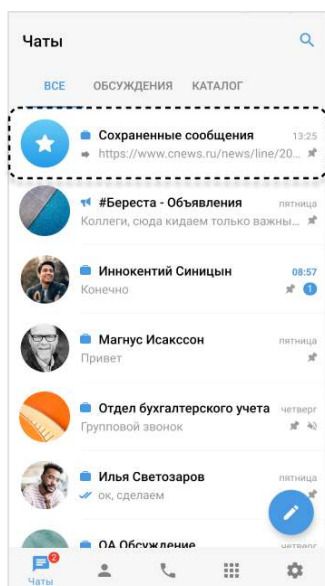 Чаты
ВСЕ ОБСУЖДЕНИЯ КАТАЛОГ
Сохраненные сообщения 13:25
https://www.cnews.ru/news/line/20...
#Береста - Объявления пятница
Коллеги, сюда кидаем только важны...
Иннокентий Синицын 08:57
Конечно 1
Магнус Исакссон пятница
Привет
Отдел бухгалтерского учета четверг
Групповой звонок
Илья Светозаров пятница
ок, сделаем
QA Обсуждение четверг
2
Чаты